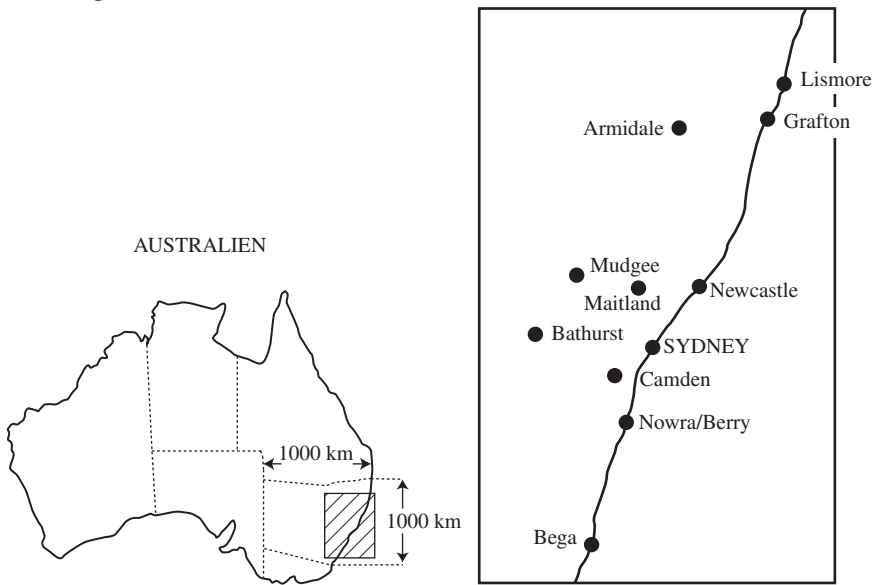 AUSTRALIEN
1000 km
1000 km
Lismore
Grafton
Armidale
Mudgee
Maitland
Newcastle
Bathurst
SYDNEY
Camden
Nowra/Berry
Bega